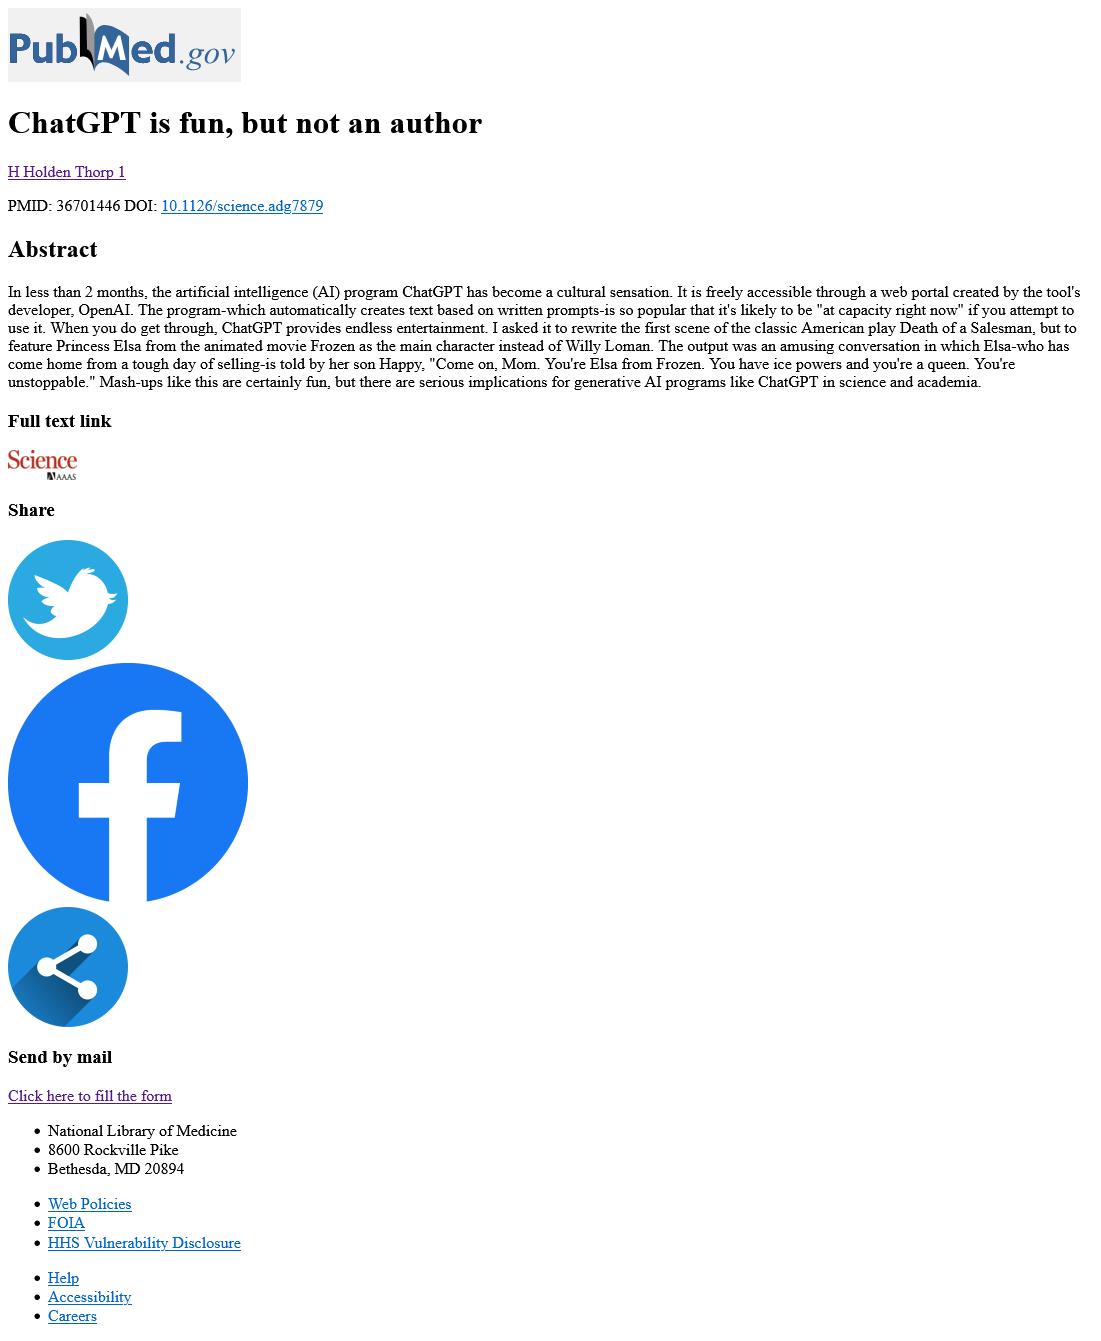 PubMed.gov
ChatGPT is fun, but not an author
H Holden Thorp 1
PMID: 36701446 DOI: 10.1126/science.adg7879
Abstract
In less than 2 months, the artificial intelligence (AI) program ChatGPT has become a cultural sensation. It is freely accessible through a web portal created by the tool's
developer, OpenAI. The program-which automatically creates text based on written prompts-is so popular that it's likely to be "at capacity right now" if you attempt to
use it. When you do get through, ChatGPT provides endless entertainment. I asked it to rewrite the first scene of the classic American play Death of a Salesman, but to
feature Princess Elsa from the animated movie Frozen as the main character instead of Willy Loman. The output was an amusing conversation in which Elsa-who has
come home from a tough day of selling-is told by her son Happy, "Come on, Mom. You're Elsa from Frozen. You have ice powers and you're a queen. You're
unstoppable." Mash-ups like this are certainly fun, but there are serious implications for generative AI programs like ChatGPT in science and academia.
Full text link
Science
AAAS
Share
Send by mail
Click here to fill the form
National Library of Medicine
8600 Rockville Pike
Bethesda, MD 20894
Web Policies
FOIA
HHS Vulnerability Disclosure
Help
Accessibility
Careers